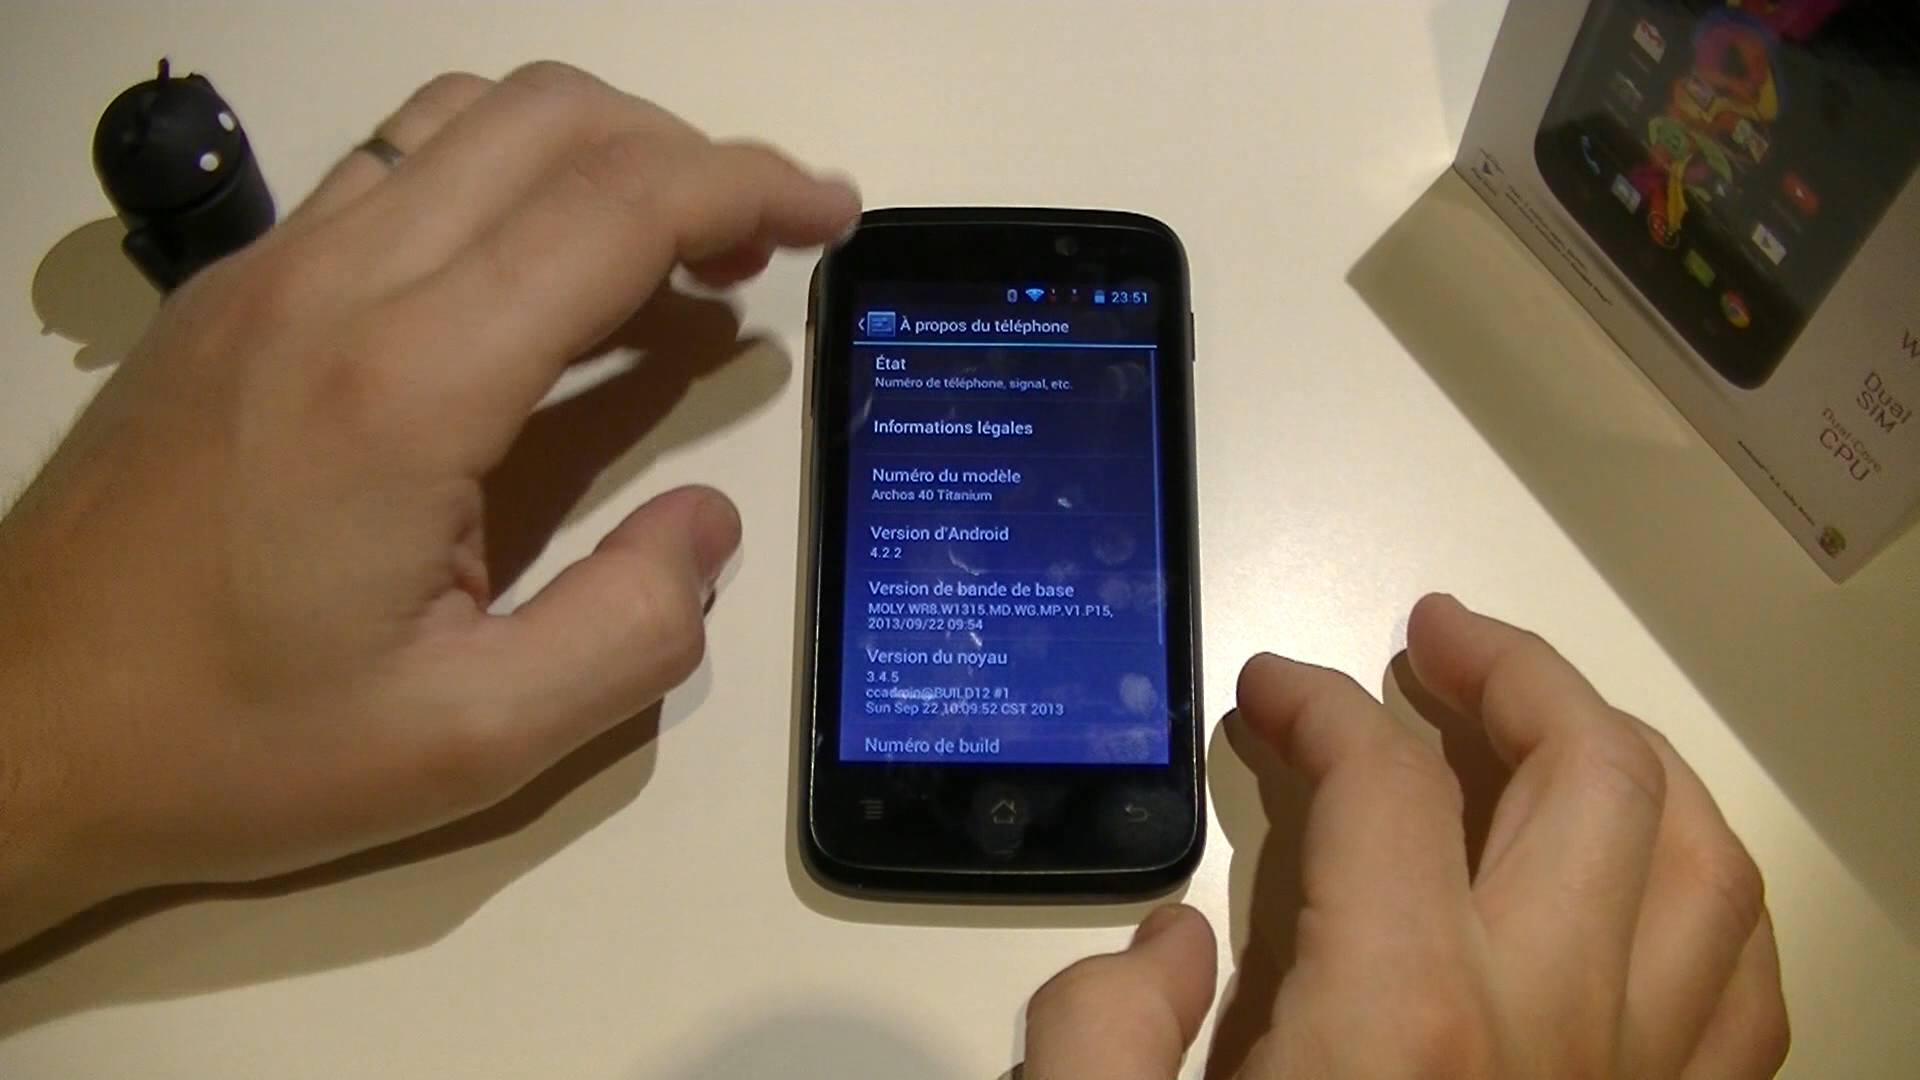 23:51
À propos du téléphone
État
Numéro de téléphone, signal, etc.
Informations légales
Numéro du modèle
Archos 40 Titanium
Version d'Android
4.2.2
Version de bande de base
MOLY.WR8.W1315.MD.WG.MP.V1.P15,
2013/09/22 09:54
Version du noyau
3.4.5
ccadmin@BUILD12 #1
Sun Sep 22 10:09:52 CST 2013
Numéro de build
Dual
SIM
Dual-Core
CPU